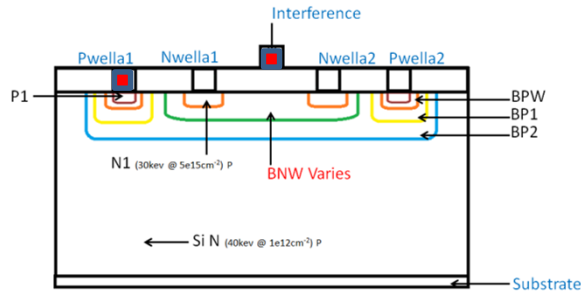 Interference
Pwella1 Nwella1 Nwella2 Pwella2
P1
BPW
BP1
BP2
N1 (30kev @ 5e15cm⁻²) P
BNW Varies
Si N (40kev @ 1e12cm⁻²) P
Substrate